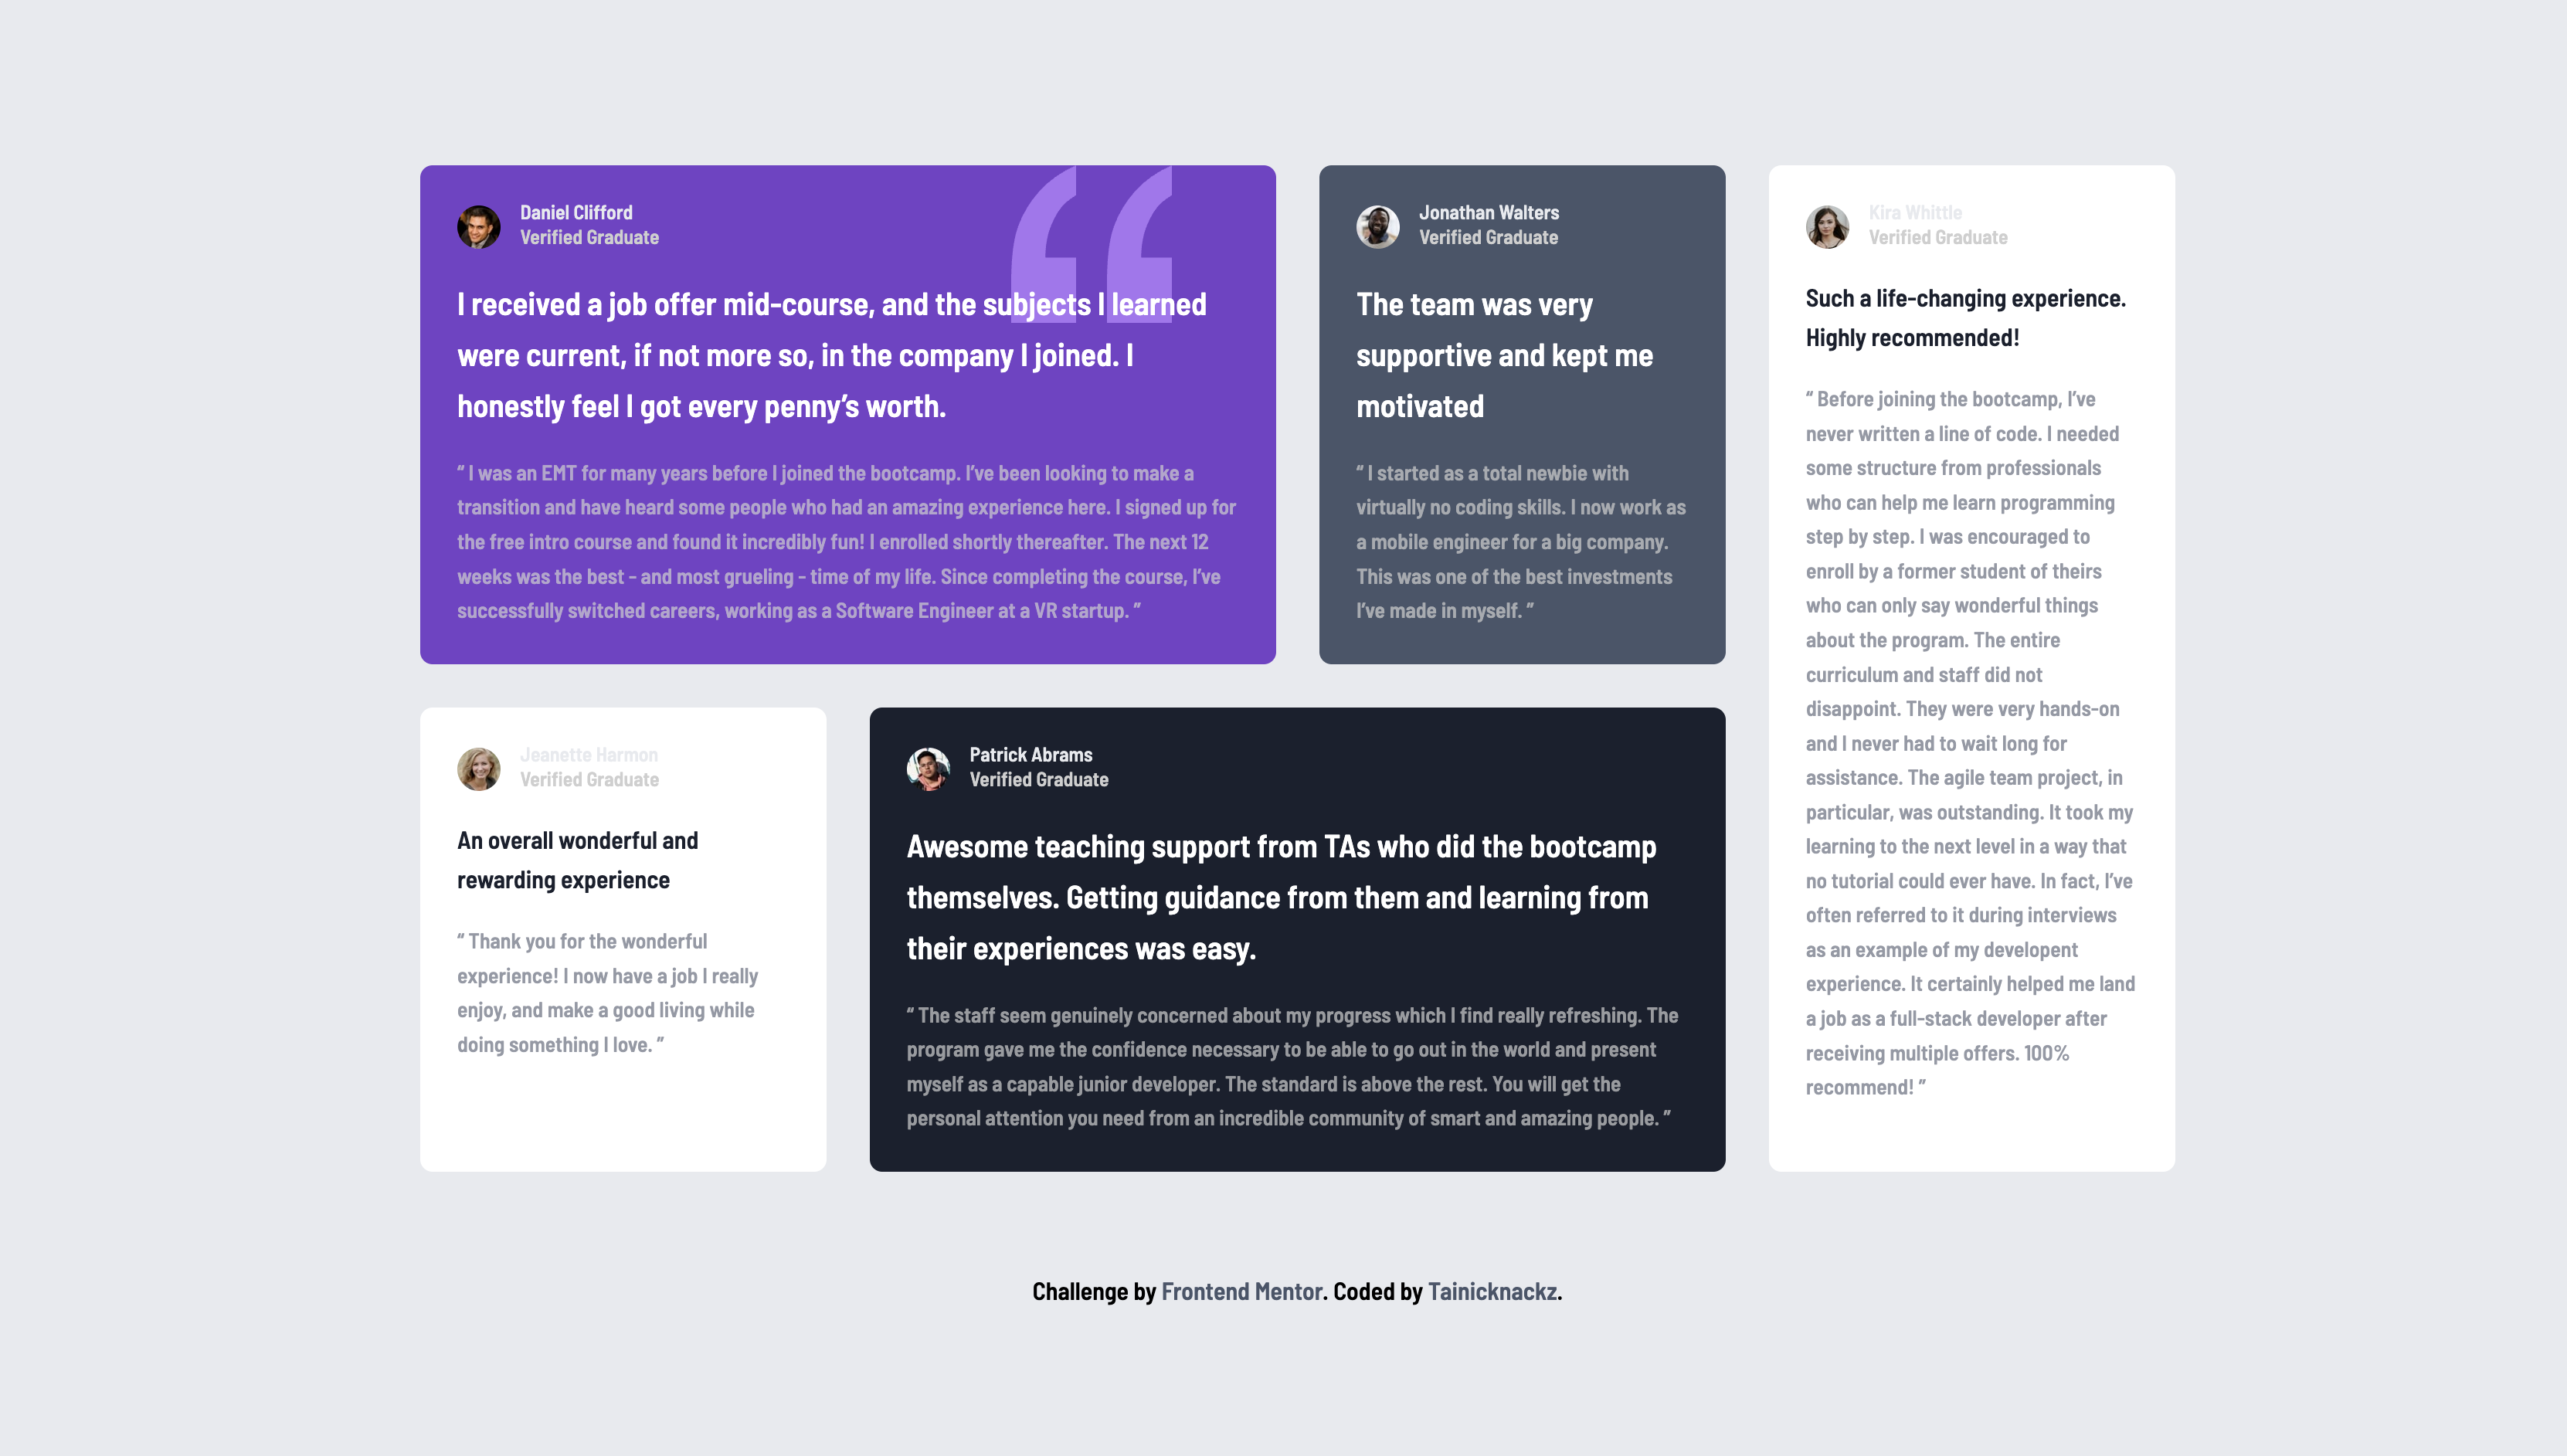 Daniel Clifford
Verified Graduate
I received a job offer mid-course, and the subjects I learned
were current, if not more so, in the company I joined. I
honestly feel I got every penny’s worth.
“ I was an EMT for many years before I joined the bootcamp. I’ve been looking to make a
transition and have heard some people who had an amazing experience here. I signed up for
the free intro course and found it incredibly fun! I enrolled shortly thereafter. The next 12
weeks was the best - and most grueling - time of my life. Since completing the course, I’ve
successfully switched careers, working as a Software Engineer at a VR startup. ”
Jonathan Walters
Verified Graduate
The team was very
supportive and kept me
motivated
“ I started as a total newbie with
virtually no coding skills. I now work as
a mobile engineer for a big company.
This was one of the best investments
I’ve made in myself. ”
Kira Whittle
Verified Graduate
Such a life-changing experience.
Highly recommended!
“ Before joining the bootcamp, I’ve
never written a line of code. I needed
some structure from professionals
who can help me learn programming
step by step. I was encouraged to
enroll by a former student of theirs
who can only say wonderful things
about the program. The entire
curriculum and staff did not
disappoint. They were very hands-on
and I never had to wait long for
assistance. The agile team project, in
particular, was outstanding. It took my
learning to the next level in a way that
no tutorial could ever have. In fact, I’ve
often referred to it during interviews
as an example of my developent
experience. It certainly helped me land
a job as a full-stack developer after
receiving multiple offers. 100%
recommend! ”
Jeanette Harmon
Verified Graduate
An overall wonderful and
rewarding experience
“ Thank you for the wonderful
experience! I now have a job I really
enjoy, and make a good living while
doing something I love. ”
Patrick Abrams
Verified Graduate
Awesome teaching support from TAs who did the bootcamp
themselves. Getting guidance from them and learning from
their experiences was easy.
“ The staff seem genuinely concerned about my progress which I find really refreshing. The
program gave me the confidence necessary to be able to go out in the world and present
myself as a capable junior developer. The standard is above the rest. You will get the
personal attention you need from an incredible community of smart and amazing people. ”
Challenge by Frontend Mentor. Coded by Tainicknackz.